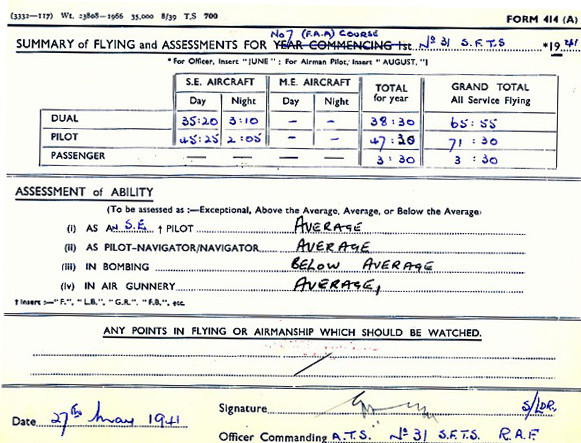 (3332—117) Wt. 23808—1966 35,000 8/39 T.S 700 FORM 414 (A)
No 7 (F.A.A) COURSE
SUMMARY of FLYING and ASSESSMENTS FOR YEAR COMMENCING 1st No 31 S.F.T.S *1941
* For Officer, insert "JUNE" ; For Airman Pilot, insert "AUGUST."
S.E. AIRCRAFT M.E. AIRCRAFT TOTAL for year GRAND TOTAL All Service Flying
Day Night Day Night
DUAL 35:20 3:10 – – 38:30 65:55
PILOT 45:25 2:05 – – 47:30 71:30
PASSENGER — — — — 3:30 3:30
ASSESSMENT of ABILITY
(To be assessed as :—Exceptional, Above the Average, Average, or Below the Average)
(i) AS AN S.E. † PILOT AVERAGE
(ii) AS PILOT-NAVIGATOR/NAVIGATOR AVERAGE
(iii) IN BOMBING BELOW AVERAGE
(iv) IN AIR GUNNERY AVERAGE,
† Insert :—"F.", "L.B.", "G.R.", "F.B.", etc.
ANY POINTS IN FLYING OR AIRMANSHIP WHICH SHOULD BE WATCHED.
Signature S/LDR.
Date 27th May 1941
Officer Commanding A.T.S. No 31 S.F.T.S. R.A.F